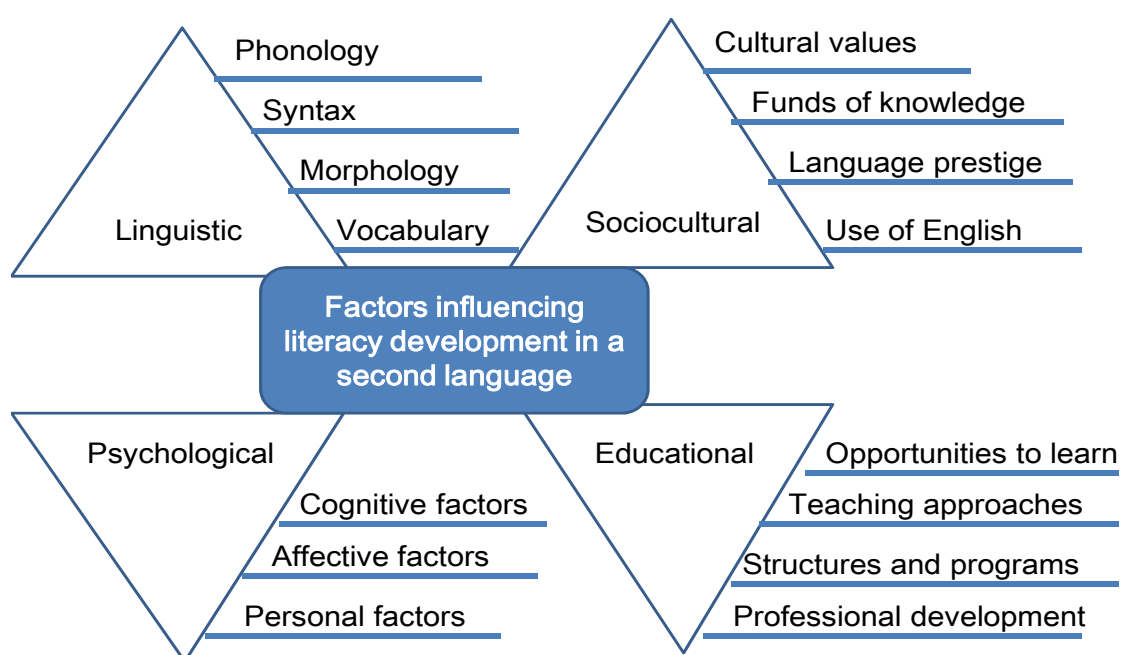 Phonology
Syntax
Morphology
Vocabulary
Linguistic
Cultural values
Funds of knowledge
Language prestige
Use of English
Sociocultural
Factors influencing
literacy development in a
second language
Psychological
Cognitive factors
Affective factors
Personal factors
Educational
Opportunities to learn
Teaching approaches
Structures and programs
Professional development